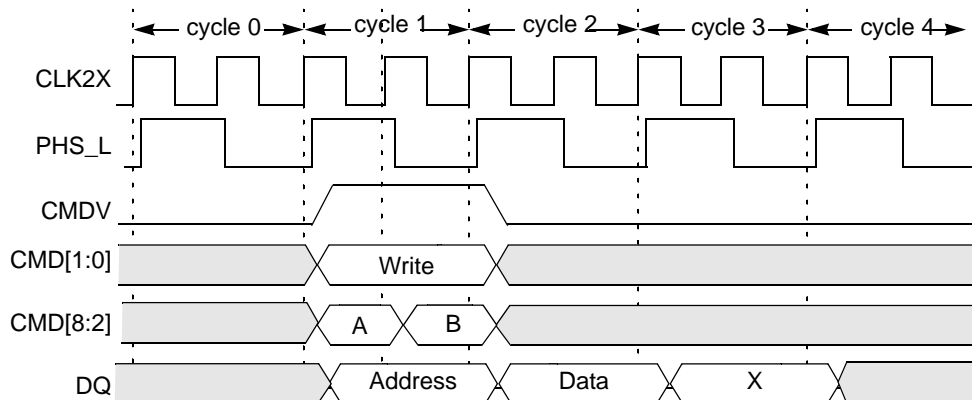 cycle 0 cycle 1 cycle 2 cycle 3 cycle 4
CLK2X
PHS_L
CMDV
CMD[1:0] Write
CMD[8:2] A B
DQ Address Data X